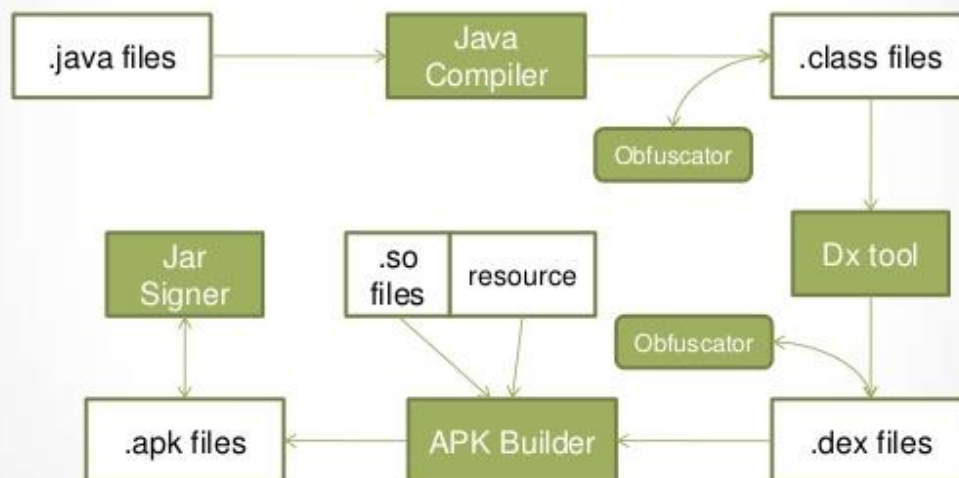 .java files
Java
Compiler
.class files
Obfuscator
Jar
Signer
.so
files
resource
Dx tool
Obfuscator
.apk files
APK Builder
.dex files